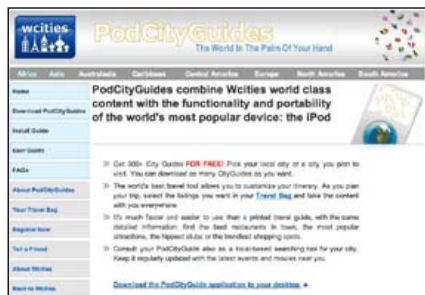 wcities
PodCityGuides
The World In The Palm Of Your Hand
Africa Asia Australasia Caribbean Central America Europe North America South America
Home
Download PodCityGuides
Install Guide
User Guide
FAQs
About PodCityGuides
Your Travel Bag
Register Now
Tell a Friend
About Wcities
Back to Wcities
PodCityGuides combine Wcities world class
content with the functionality and portability
of the world's most popular device: the iPod
Get 300+ City Guides FOR FREE! Pick your local city or a city you plan to
visit. You can download as many CityGuides as you want.
The world's best travel tool allows you to customize your itinerary. As you plan
your trip, select the listings you want in your Travel Bag and take the content
with you everywhere.
It's much faster and easier to use than a printed travel guide, with the same
detailed information: find the best restaurants in town, the most popular
attractions, the hippest clubs or the trendiest shopping spots.
Consult your PodCityGuide also as a local-based searching tool for your city.
Keep it regularly updated with the latest events and movies near you.
Download the PodCityGuide application to your desktop.